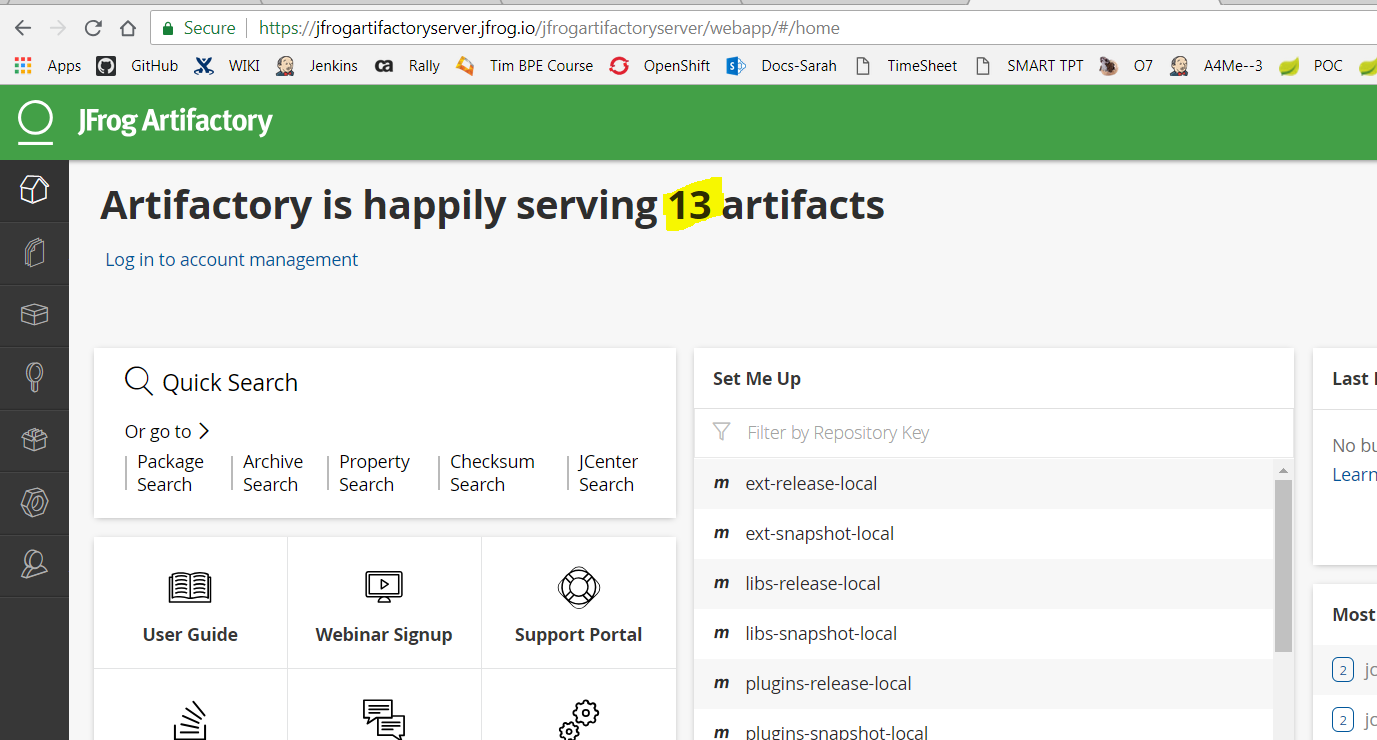 Secure https://jfrogartifactoryserver.jfrog.io/jfrogartifactoryserver/webapp/#/home
Apps GitHub WIKI Jenkins ca Rally Tim BPE Course OpenShift Docs-Sarah TimeSheet SMART TPT O7 A4Me--3 POC
JFrog Artifactory
Artifactory is happily serving 13 artifacts
Log in to account management
Quick Search
Or go to
Package Search
Archive Search
Property Search
Checksum Search
JCenter Search
User Guide
Webinar Signup
Support Portal
Set Me Up
Filter by Repository Key
m ext-release-local
m ext-snapshot-local
m libs-release-local
m libs-snapshot-local
m plugins-release-local
m plugins-snapshot-local
Last
No
Learn
Most
2
2